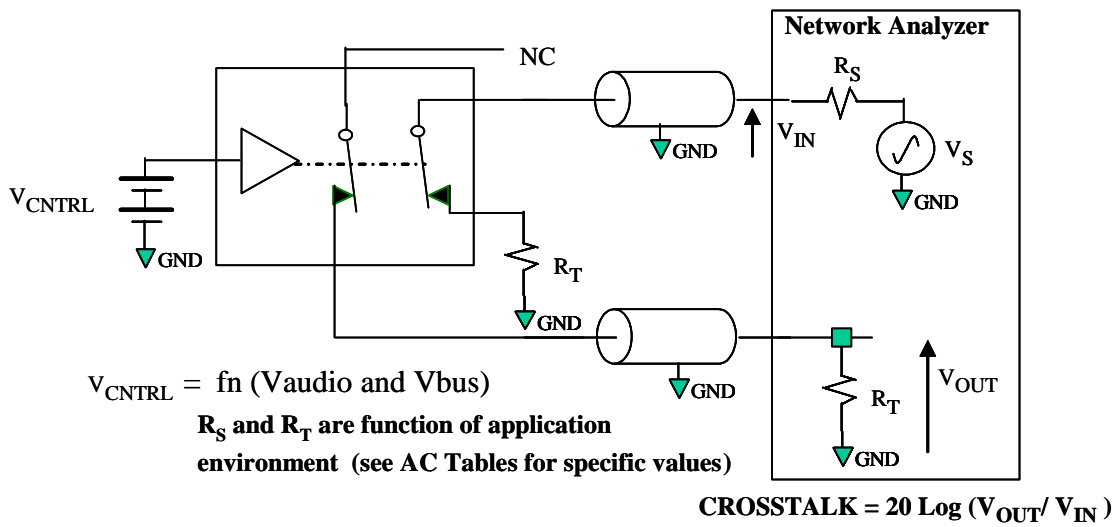 Network Analyzer
NC
R_S
V_IN
GND
V_S
GND
V_CNTRL
GND
R_T
GND
GND
R_T
V_OUT
GND
V_CNTRL = fn (Vaudio and Vbus)
R_S and R_T are function of application
environment (see AC Tables for specific values)
CROSSTALK = 20 Log (V_OUT/ V_IN )